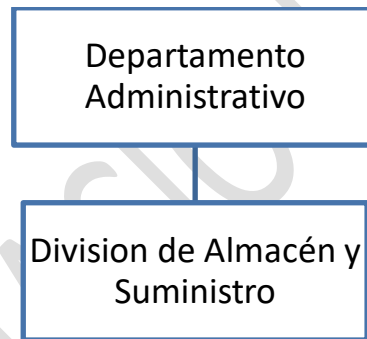 Departamento
Administrativo
Division de Almacén y
Suministro